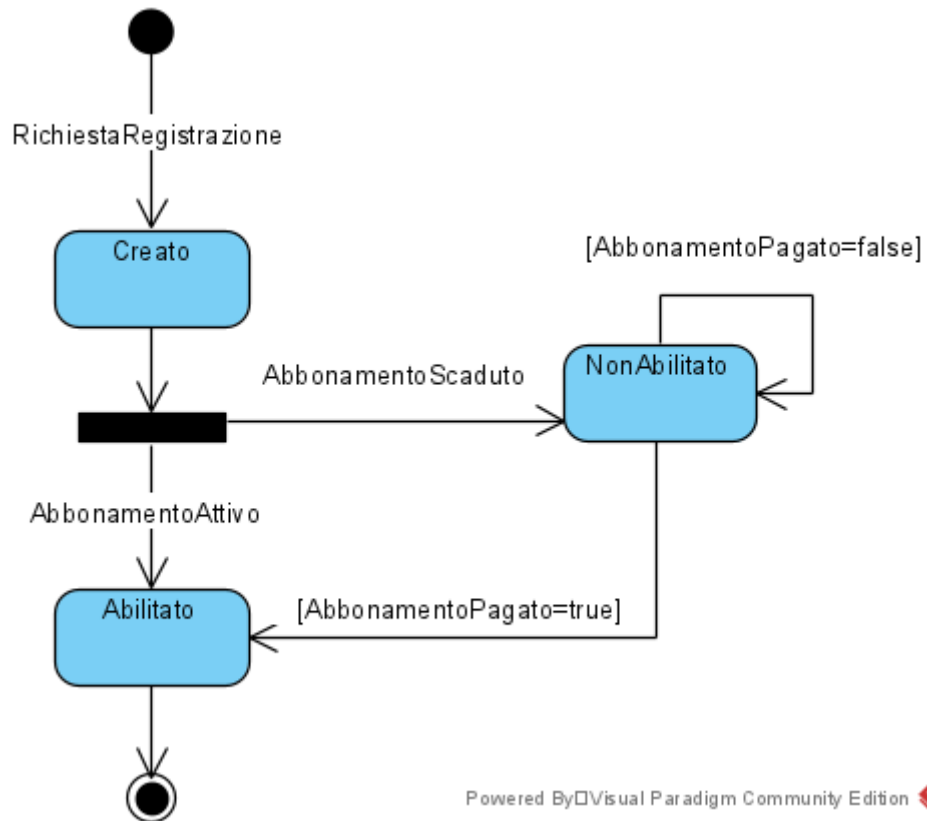 RichiestaRegistrazione
Creato
[AbbonamentoPagato=false]
AbbonamentoScaduto
NonAbilitato
AbbonamentoAttivo
Abilitato
[AbbonamentoPagato=true]
Powered By□Visual Paradigm Community Edition